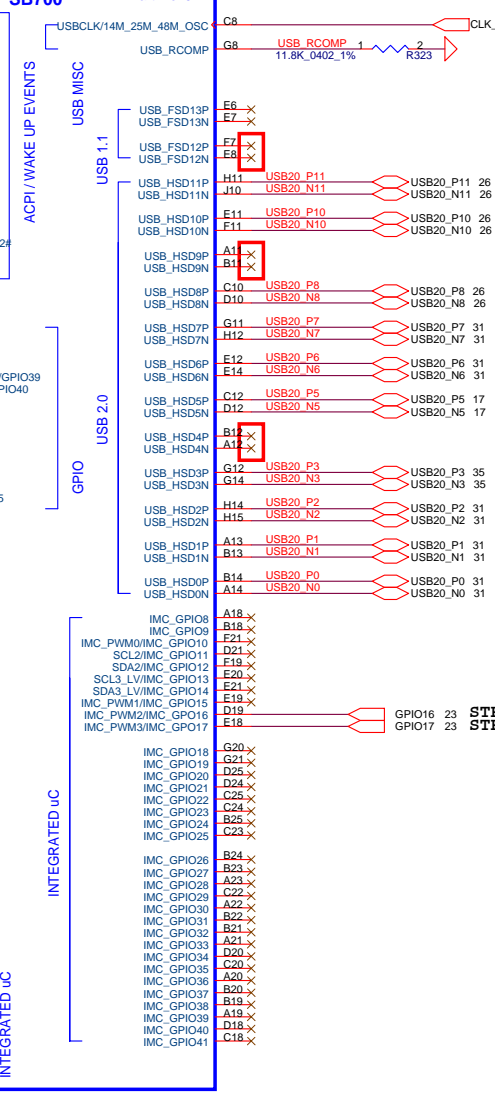 SB700
USBCLK/14M_25M_48M_OSC C8 CLK_
USB_RCOMP G8 USB_RCOMP 1 2
11.8K_0402_1% R323
ACPI / WAKE UP EVENTS
USB MISC
USB 1.1
USB_FSD13P E6
USB_FSD13N E7
USB_FSD12P F7
USB_FSD12N E8
USB_HSD11P H11 USB20_P11 USB20_P11 26
USB_HSD11N J10 USB20_N11 USB20_N11 26
USB_HSD10P E11 USB20_P10 USB20_P10 26
USB_HSD10N F11 USB20_N10 USB20_N10 26
2#
USB_HSD9P A11
USB_HSD9N B11
USB_HSD8P C10 USB20_P8 USB20_P8 26
USB_HSD8N D10 USB20_N8 USB20_N8 26
USB_HSD7P G11 USB20_P7 USB20_P7 31
USB_HSD7N H12 USB20_N7 USB20_N7 31
USB_HSD6P E12 USB20_P6 USB20_P6 31
USB_HSD6N E14 USB20_N6 USB20_N6 31
/GPIO39
PIO40
USB 2.0
USB_HSD5P C12 USB20_P5 USB20_P5 17
USB_HSD5N D12 USB20_N5 USB20_N5 17
USB_HSD4P B12
USB_HSD4N A12
GPIO
USB_HSD3P G12 USB20_P3 USB20_P3 35
USB_HSD3N G14 USB20_N3 USB20_N3 35
USB_HSD2P H14 USB20_P2 USB20_P2 31
USB_HSD2N H15 USB20_N2 USB20_N2 31
USB_HSD1P A13 USB20_P1 USB20_P1 31
USB_HSD1N B13 USB20_N1 USB20_N1 31
USB_HSD0P B14 USB20_P0 USB20_P0 31
USB_HSD0N A14 USB20_N0 USB20_N0 31
IMC_GPIO8 A18
IMC_GPIO9 B18
IMC_PWM0/IMC_GPIO10 F21
SCL2/IMC_GPIO11 D21
SDA2/IMC_GPIO12 F19
SCL3_LV/IMC_GPIO13 E20
SDA3_LV/IMC_GPIO14 E21
IMC_PWM1/IMC_GPIO15 E19
IMC_PWM2/IMC_GPO16 D19 GPIO16 23
IMC_PWM3/IMC_GPO17 E18 GPIO17 23
IMC_GPIO18 G20
IMC_GPIO19 G21
IMC_GPIO20 D25
IMC_GPIO21 D24
IMC_GPIO22 C25
IMC_GPIO23 C24
IMC_GPIO24 B25
IMC_GPIO25 C23
INTEGRATED uC
IMC_GPIO26 B24
IMC_GPIO27 B23
IMC_GPIO28 A23
IMC_GPIO29 C22
IMC_GPIO30 A22
IMC_GPIO31 B22
IMC_GPIO32 B21
IMC_GPIO33 A21
IMC_GPIO34 D20
IMC_GPIO35 C20
IMC_GPIO36 A20
IMC_GPIO37 B20
IMC_GPIO38 B19
IMC_GPIO39 A19
IMC_GPIO40 D18
IMC_GPIO41 C18
INTEGRATED uC